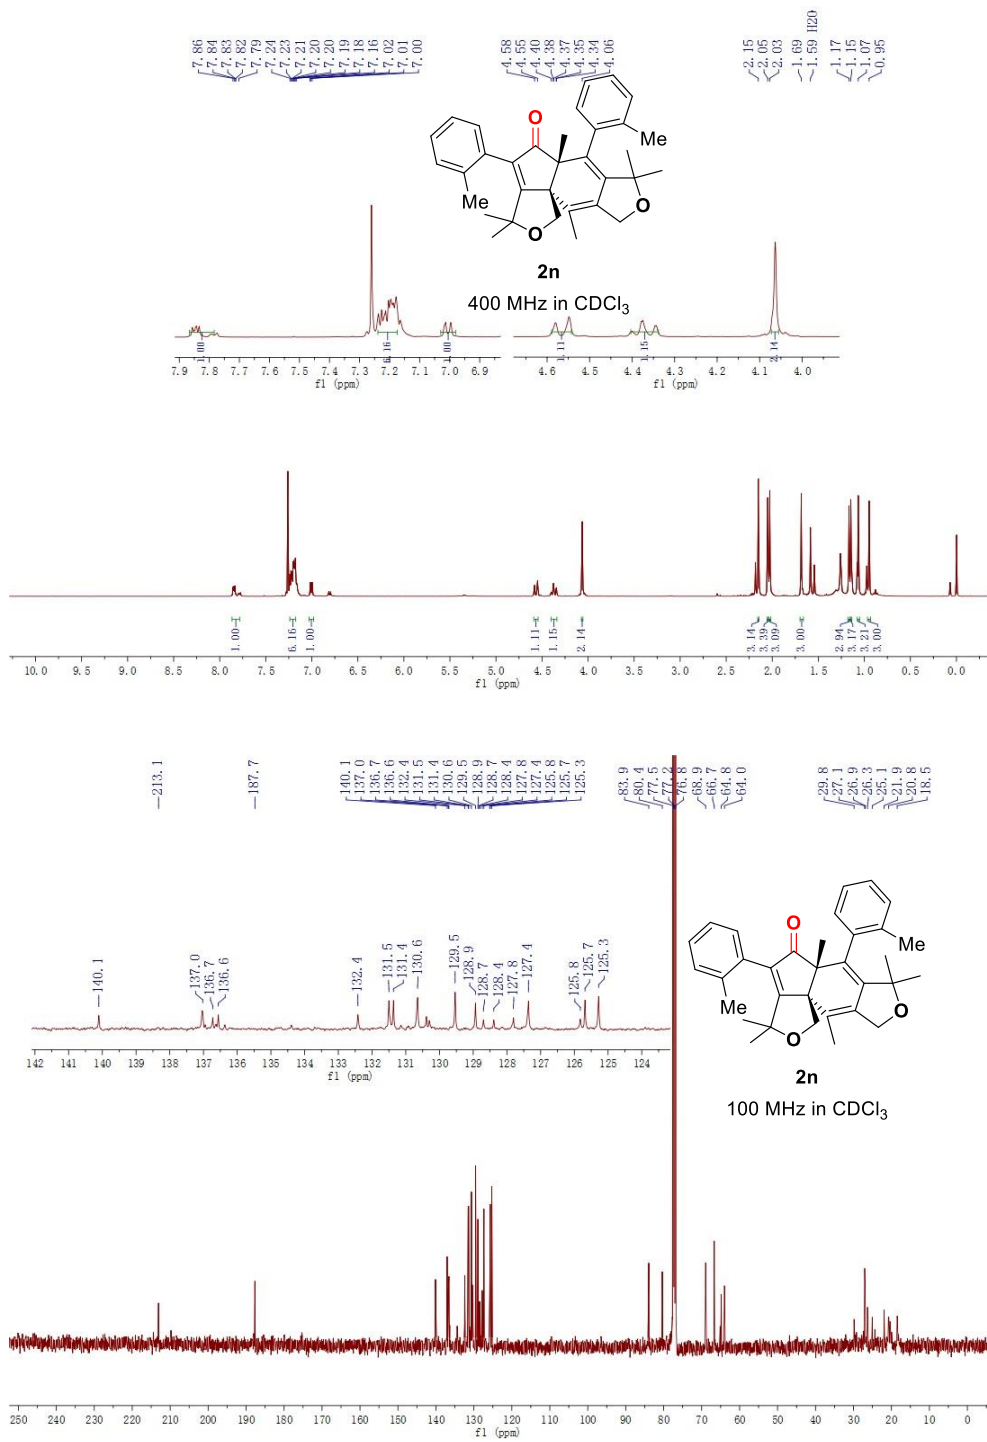 7.86 7.84 7.83 7.82 7.79 7.24 7.23 7.21 7.20 7.20 7.19 7.18 7.16 7.02 7.01 7.00 4.58 4.55 4.40 4.38 4.37 4.35 4.34 4.06 2.15 2.05 2.03 1.69 1.59 H2O 1.17 1.15 1.07 0.95
O
Me
Me
O
O
2n
400 MHz in CDCl3
1.00 6.16 1.00 1.11 1.15 2.14
7.9 7.8 7.7 7.6 7.5 7.4 7.3 7.2 7.1 7.0 6.9 4.6 4.5 4.4 4.3 4.2 4.1 4.0
f1 (ppm) f1 (ppm)
1.00 6.16 1.00 1.11 1.15 2.14 3.14 3.39 3.09 3.00 2.94 3.17 3.21 3.00
10.0 9.5 9.0 8.5 8.0 7.5 7.0 6.5 6.0 5.5 5.0 4.5 4.0 3.5 3.0 2.5 2.0 1.5 1.0 0.5 0.0
f1 (ppm)
213.1 187.7 140.1 137.0 136.7 136.6 132.4 131.5 131.4 130.6 129.5 128.9 128.7 128.4 127.8 127.4 125.8 125.7 125.3 83.9 80.4 77.5 77.2 76.8 68.9 66.7 64.8 64.0 29.8 27.1 26.9 26.3 25.1 21.9 20.8 18.5
140.1 137.0 136.7 136.6 132.4 131.5 131.4 130.6 129.5 128.9 128.7 128.4 127.8 127.4 125.8 125.7 125.3
O
Me
Me
O
O
2n
100 MHz in CDCl3
142 141 140 139 138 137 136 135 134 133 132 131 130 129 128 127 126 125 124
f1 (ppm)
250 240 230 220 210 200 190 180 170 160 150 140 130 120 110 100 90 80 70 60 50 40 30 20 10 0
f1 (ppm)